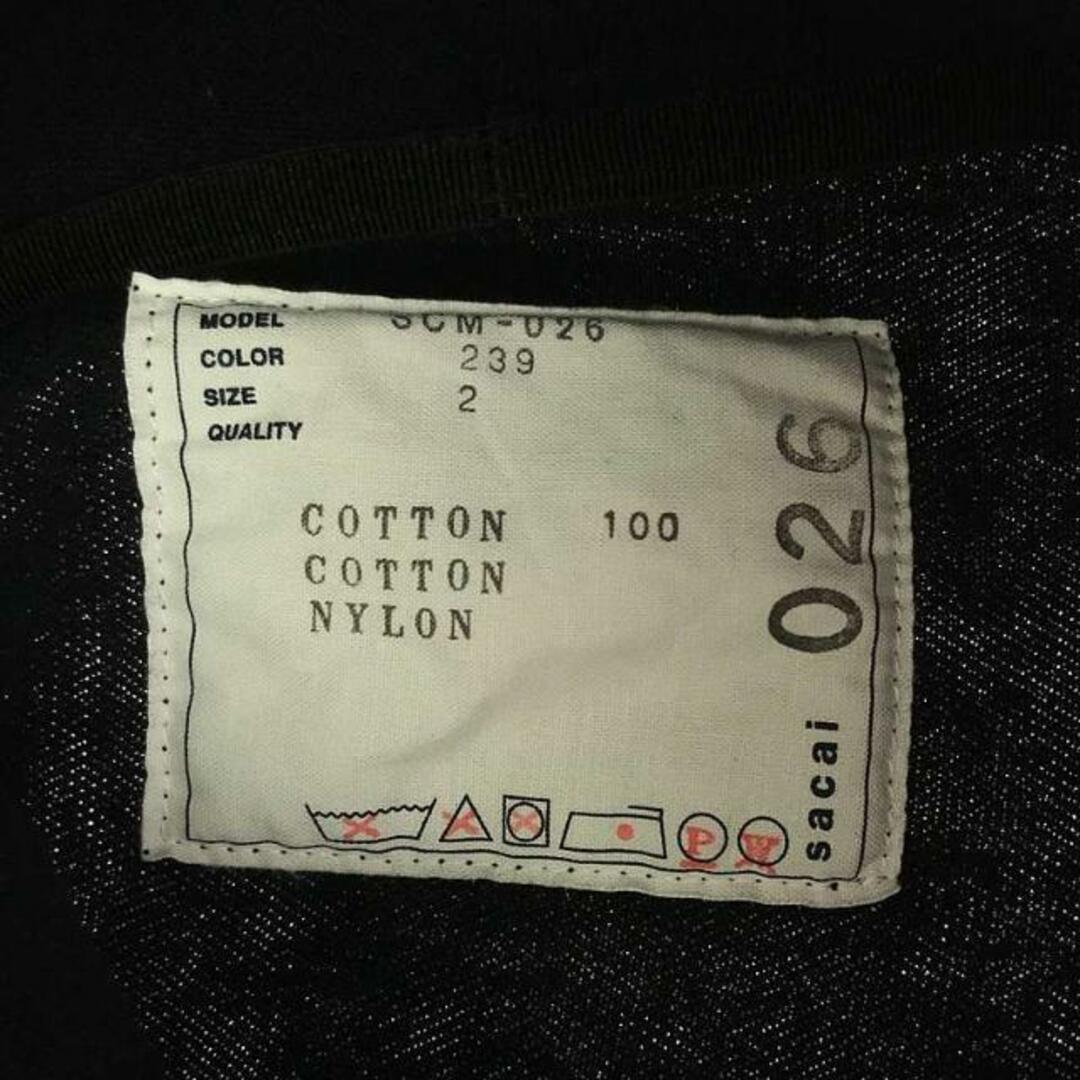 MODEL SCM-026
COLOR 239
SIZE 2
QUALITY
COTTON 100
COTTON
NYLON
P
W
sacai 026